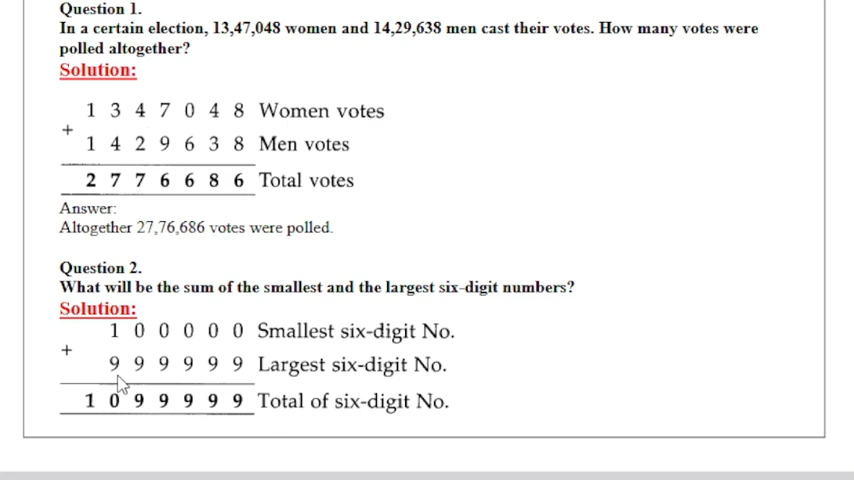 Question 1.
In a certain election, 13,47,048 women and 14,29,638 men cast their votes. How many votes were
polled altogether?
Solution:
1 3 4 7 0 4 8 Women votes
+
1 4 2 9 6 3 8 Men votes
2 7 7 6 6 8 6 Total votes
Answer:
Altogether 27,76,686 votes were polled.
Question 2.
What will be the sum of the smallest and the largest six-digit numbers?
Solution:
1 0 0 0 0 0 Smallest six-digit No.
+
9 9 9 9 9 9 Largest six-digit No.
1 0 9 9 9 9 9 Total of six-digit No.